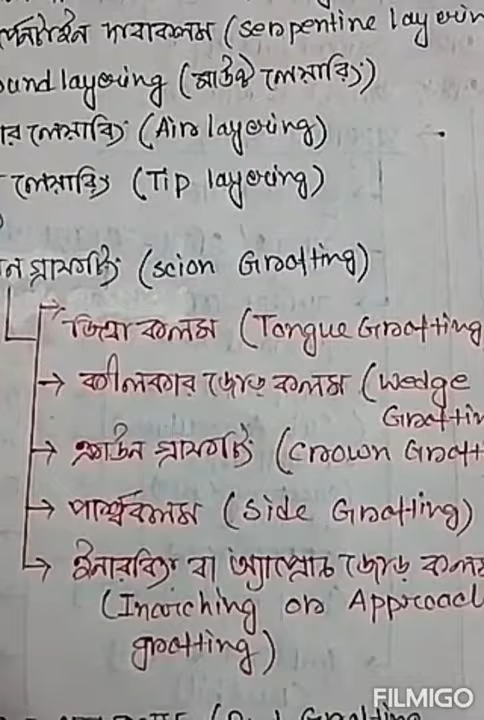 দাবাকলম (serpentine layerin
ound layering (মাউন্ড লেয়ারিং)
ার লেয়ারিং (Air layering)
লেয়ারিং (Tip layering)
ন গ্রাফটিং (scion Grafting)
জিহ্বা কলম (Tongue Grafting
→ কীলকার জোড় কলম (wedge
Graftin
→ ক্রাউন গ্রাফটিং (Crown Graft
→ পার্শ্বকলম (Side Grafting)
→ ইনারচিং বা অ্যাপ্রোচ জোড় কলম
(Inarching or Approach
grafting)
Grafting
FILMIGO